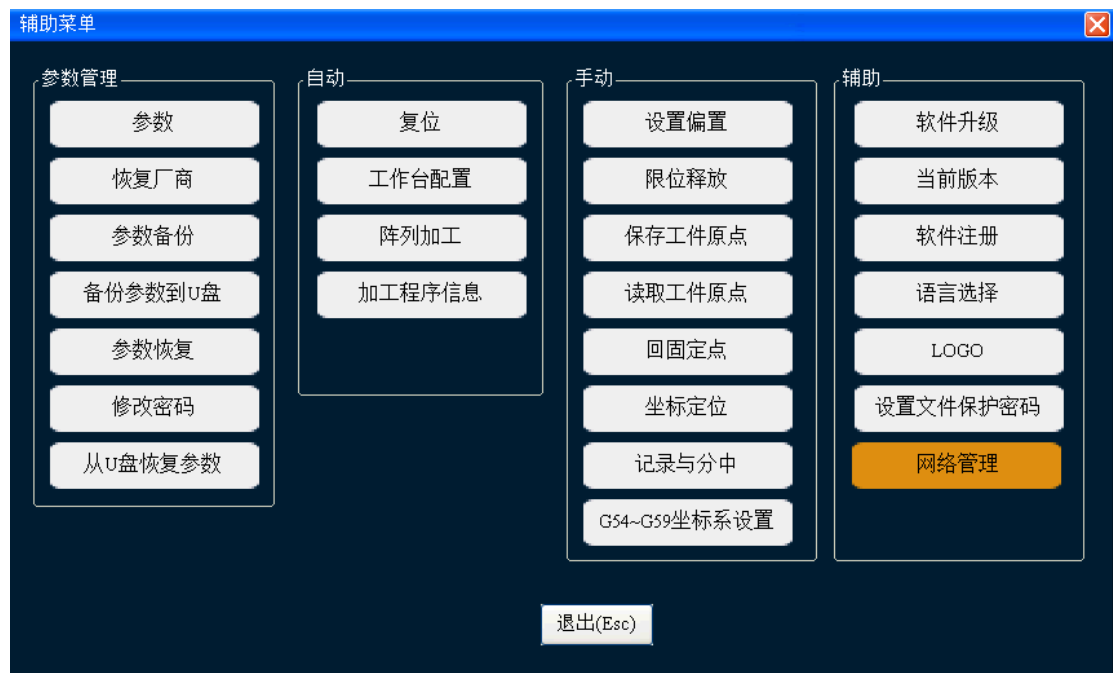 辅助菜单
参数管理
参数
恢复厂商
参数备份
备份参数到U盘
参数恢复
修改密码
从U盘恢复参数
自动
复位
工作台配置
阵列加工
加工程序信息
手动
设置偏置
限位释放
保存工件原点
读取工件原点
回固定点
坐标定位
记录与分中
G54~G59坐标系设置
辅助
软件升级
当前版本
软件注册
语言选择
LOGO
设置文件保护密码
网络管理
退出(Esc)